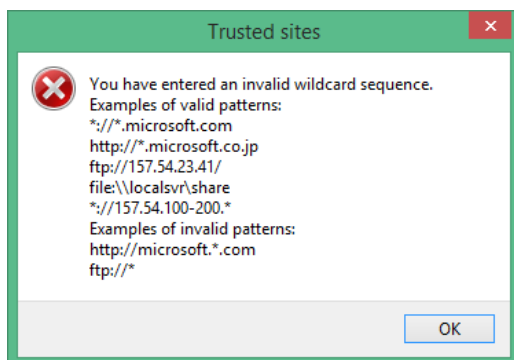 Trusted sites
You have entered an invalid wildcard sequence.
Examples of valid patterns:
*://*.microsoft.com
http://*.microsoft.co.jp
ftp://157.54.23.41/
file:\\localsvr\share
*://157.54.100-200.*
Examples of invalid patterns:
http://microsoft.*.com
ftp://*
OK